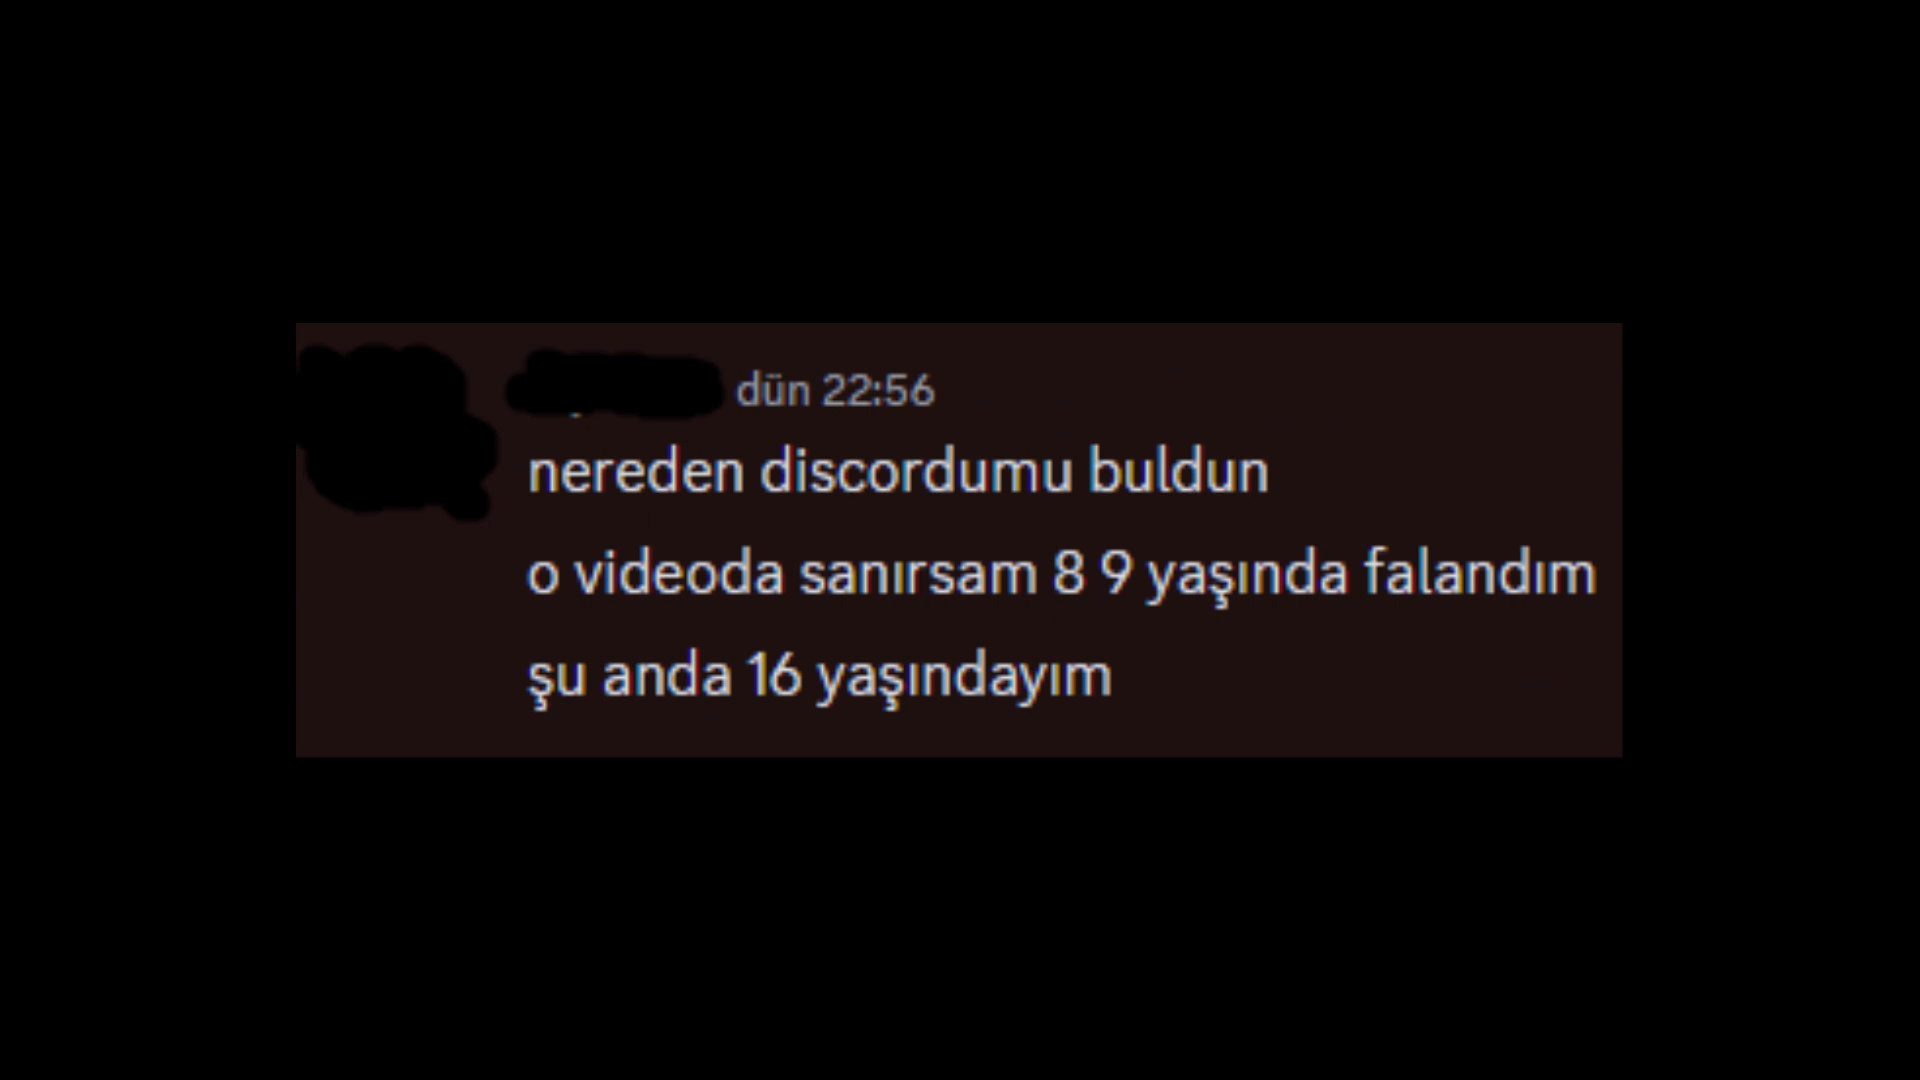 dün 22:56
nereden discordumu buldun
o videoda sanırsam 8 9 yaşında falandım
şu anda 16 yaşındayım